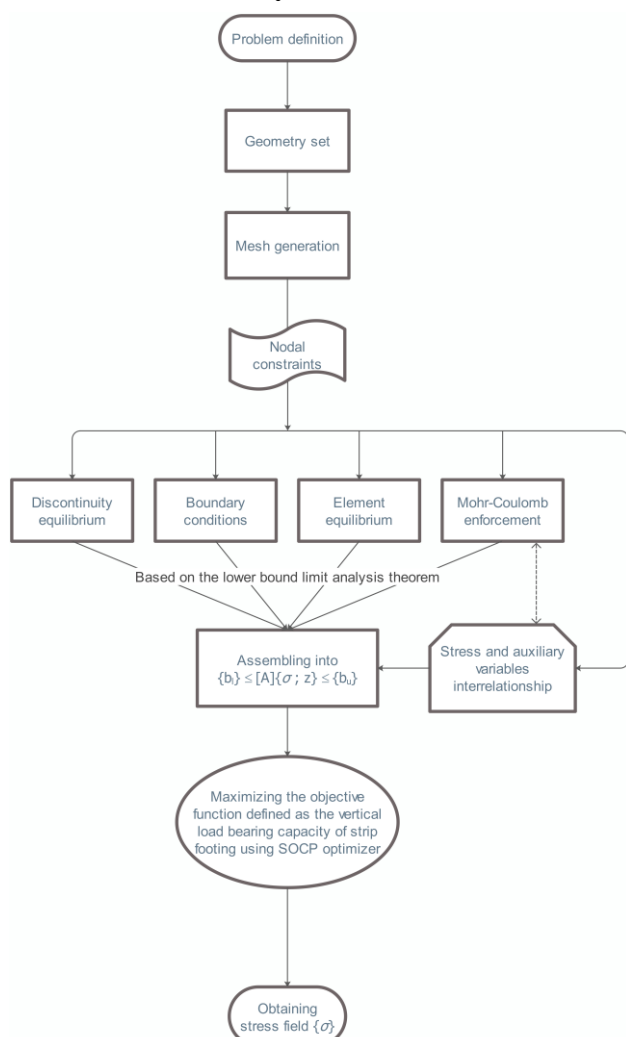 Problem definition
Geometry set
Mesh generation
Nodal
constraints
Discontinuity
equilibrium
Boundary
conditions
Element
equilibrium
Mohr-Coulomb
enforcement
Based on the lower bound limit analysis theorem
Assembling into
{bₗ} ≤ [A]{σ ; z} ≤ {bᵤ}
Stress and auxiliary
variables
interrelationship
Maximizing the objective
function defined as the vertical
load bearing capacity of strip
footing using SOCP optimizer
Obtaining
stress field {σ}